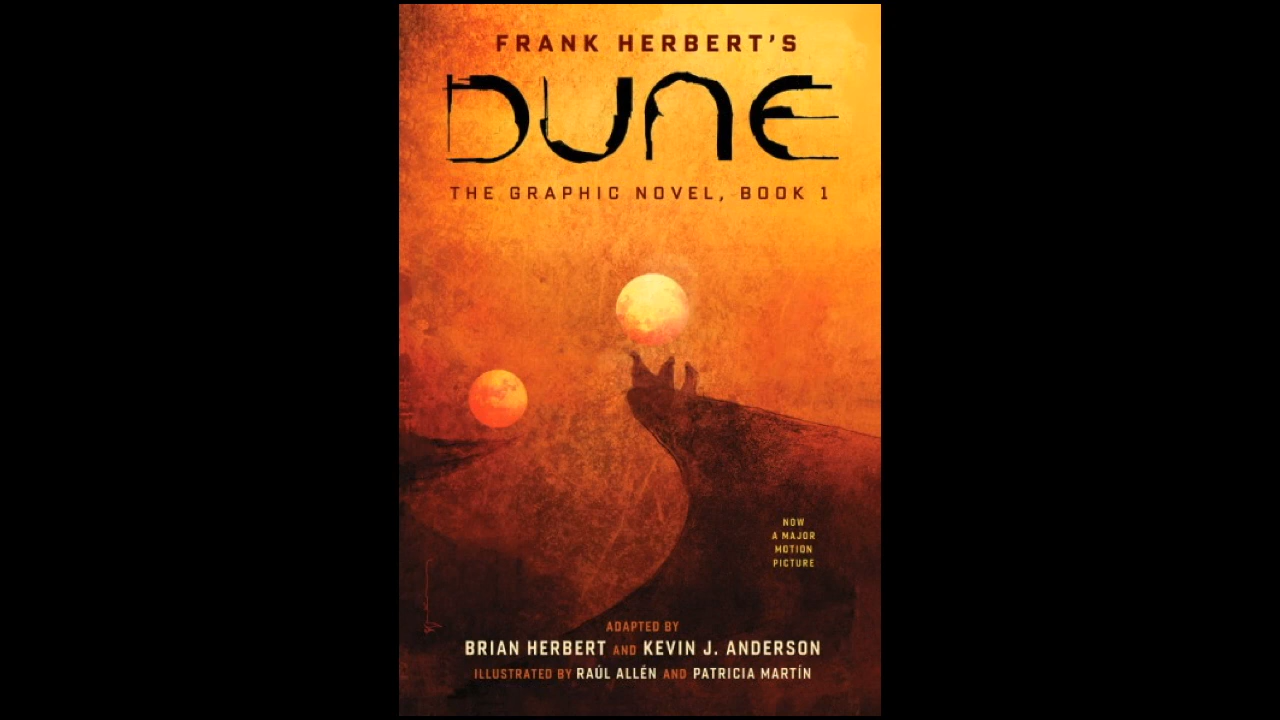 FRANK HERBERT'S
DUNE
THE GRAPHIC NOVEL, BOOK 1
NOW
A MAJOR
MOTION
PICTURE
ADAPTED BY
BRIAN HERBERT AND KEVIN J. ANDERSON
ILLUSTRATED BY RAÚL ALLÉN AND PATRICIA MARTÍN